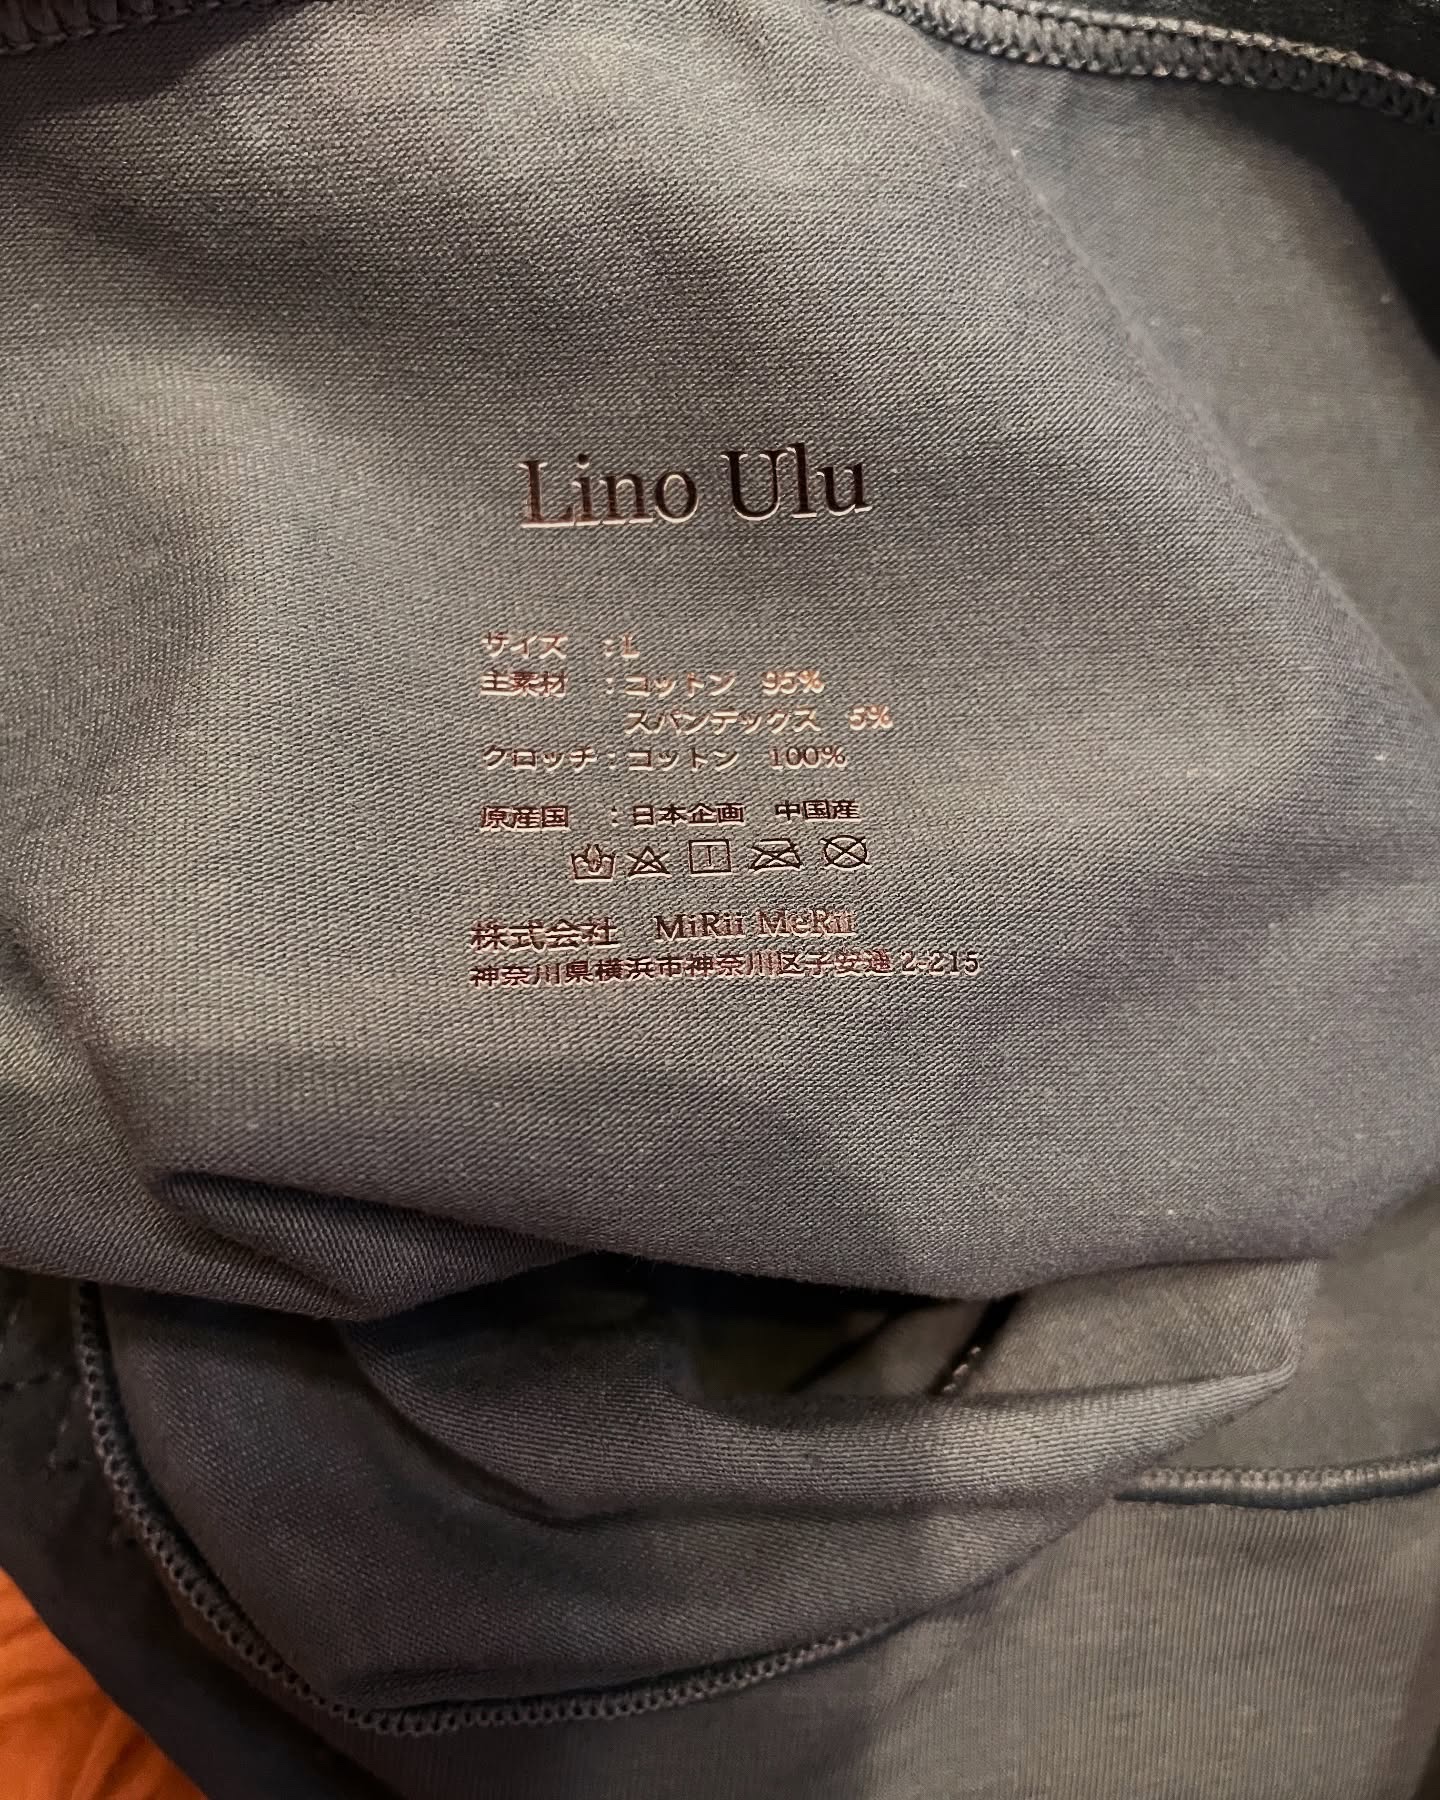 Lino Ulu
サイズ　：L
主素材　：コットン　95%
スパンデックス　5%
クロッチ：コットン　100%
原産国　：日本企画　中国産
株式会社　MiRii MeRii
神奈川県横浜市神奈川区子安通 2-215